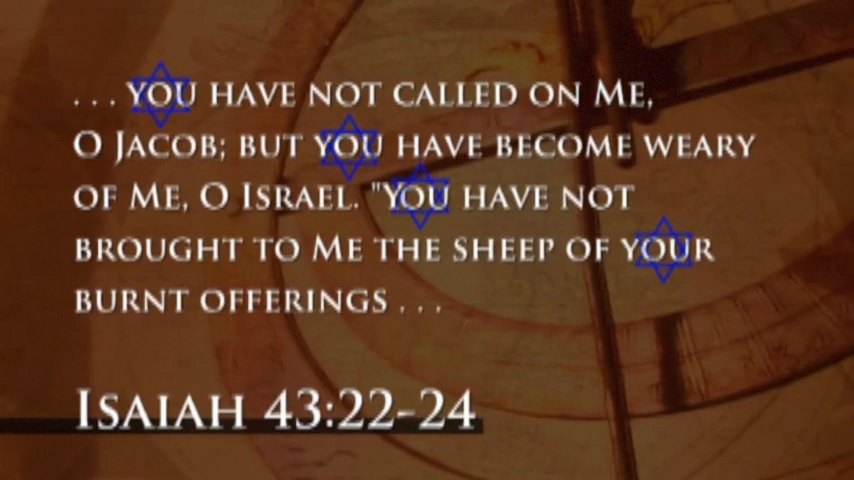 . . . YOU HAVE NOT CALLED ON ME,
O JACOB; BUT YOU HAVE BECOME WEARY
OF ME, O ISRAEL. "YOU HAVE NOT
BROUGHT TO ME THE SHEEP OF YOUR
BURNT OFFERINGS . . .
ISAIAH 43:22-24